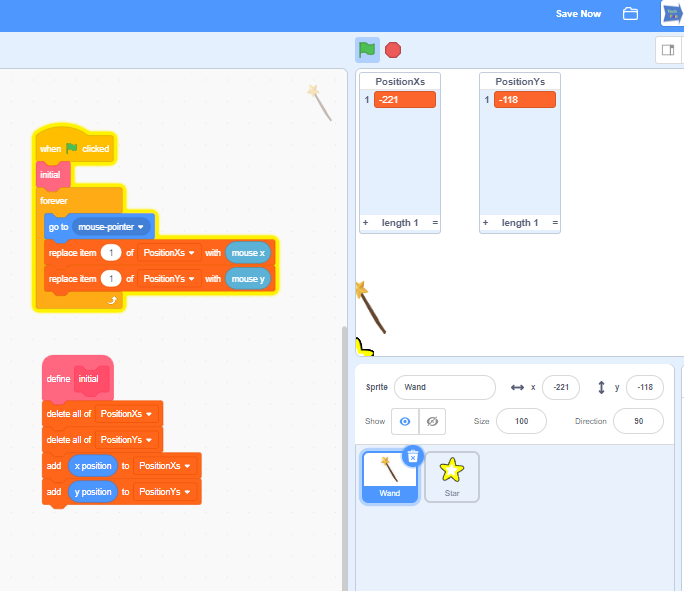 Save Now
when clicked
initial
forever
go to mouse-pointer
replace item 1 of PositionXs with mouse x
replace item 1 of PositionYs with mouse y
define initial
delete all of PositionXs
delete all of PositionYs
add x position to PositionXs
add y position to PositionYs
PositionXs
1 -221
+ length 1 =
PositionYs
1 -118
+ length 1 =
Sprite Wand x -221 y -118
Show Size 100 Direction 90
Wand
Star